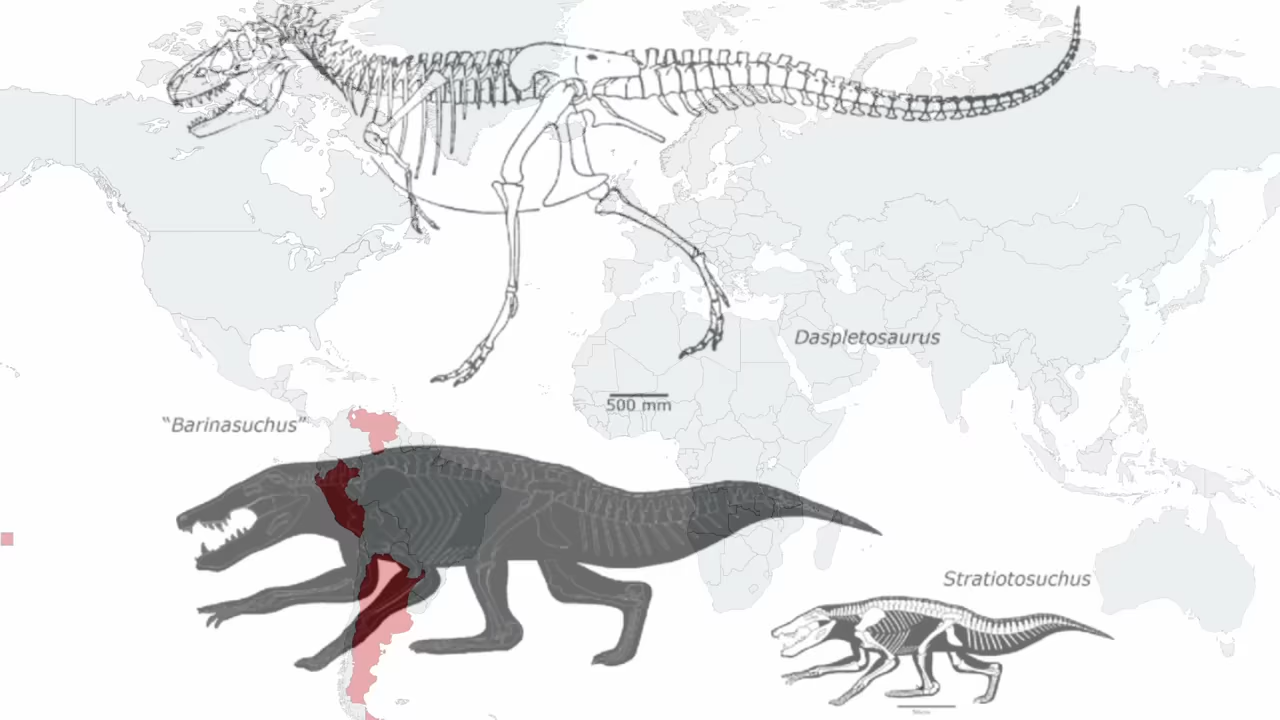 Daspletosaurus
500 mm
“Barinasuchus”
Stratiotosuchus